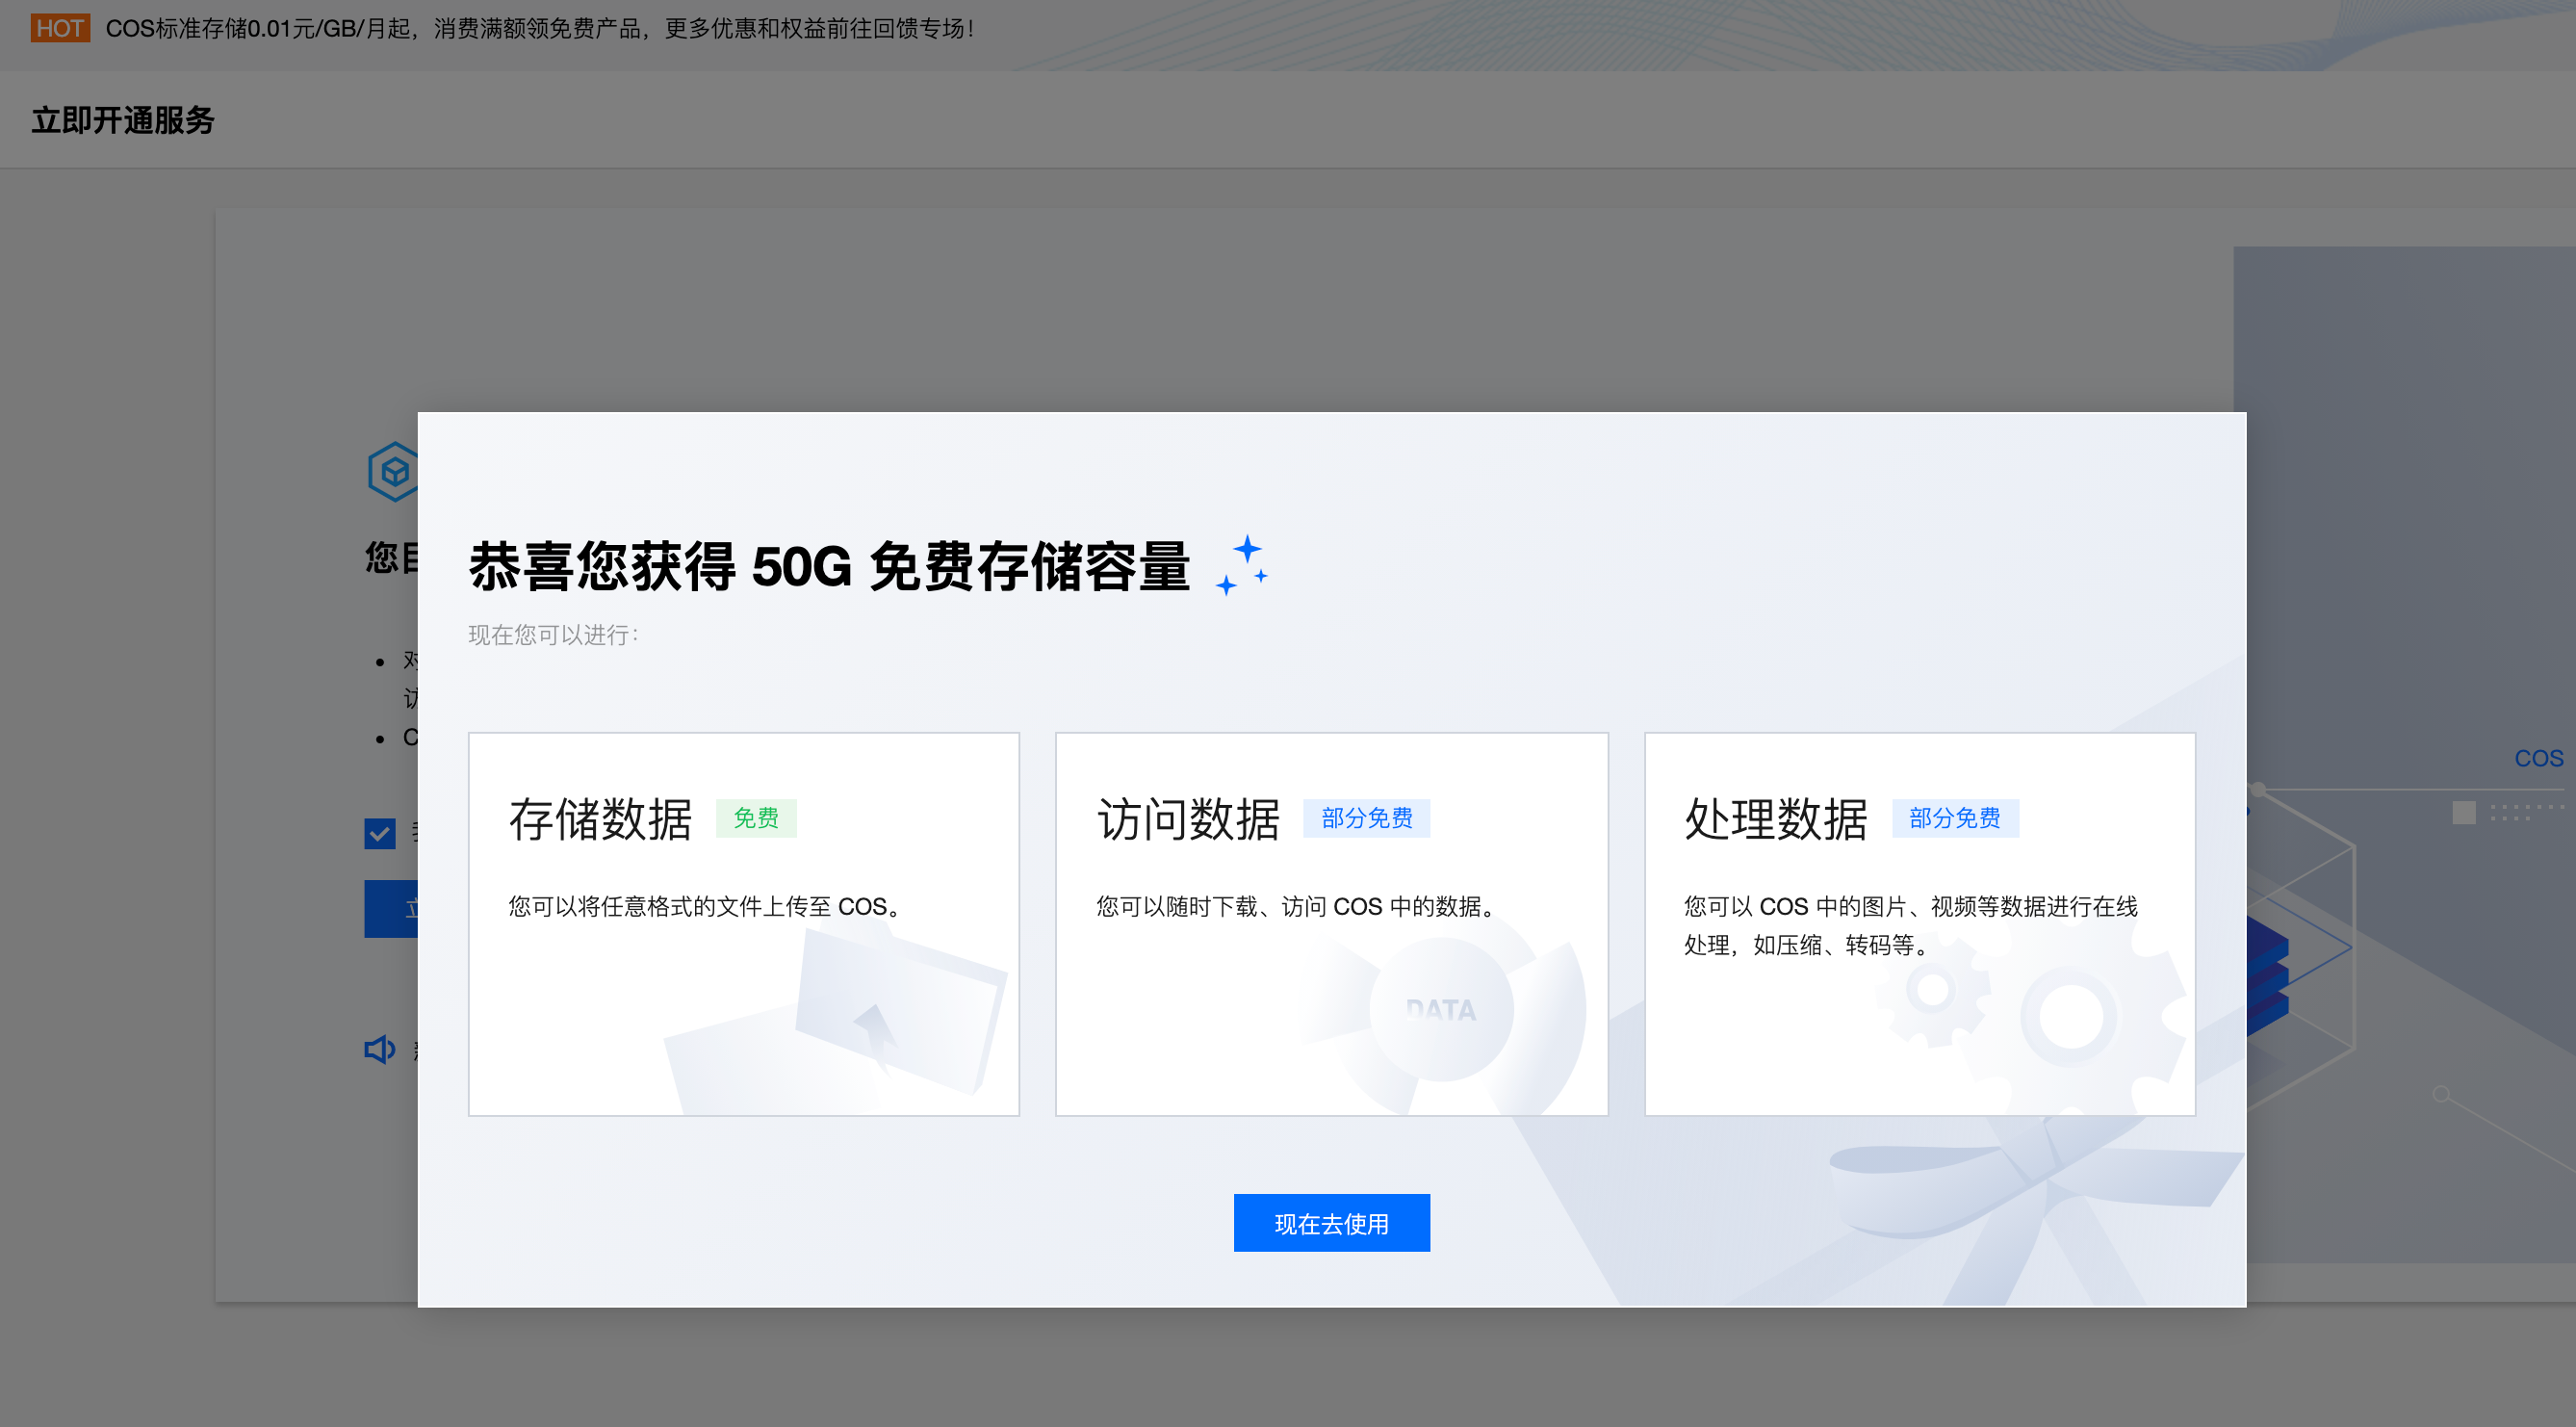 HOT COS标准存储0.01元/GB/月起，消费满额领免费产品，更多优惠和权益前往回馈专场！
立即开通服务
恭喜您获得 50G 免费存储容量
现在您可以进行：
存储数据 免费
您可以将任意格式的文件上传至 COS。
访问数据 部分免费
您可以随时下载、访问 COS 中的数据。
DATA
处理数据 部分免费
您可以 COS 中的图片、视频等数据进行在线
处理，如压缩、转码等。
现在去使用
您目
对
访
C
立
COS